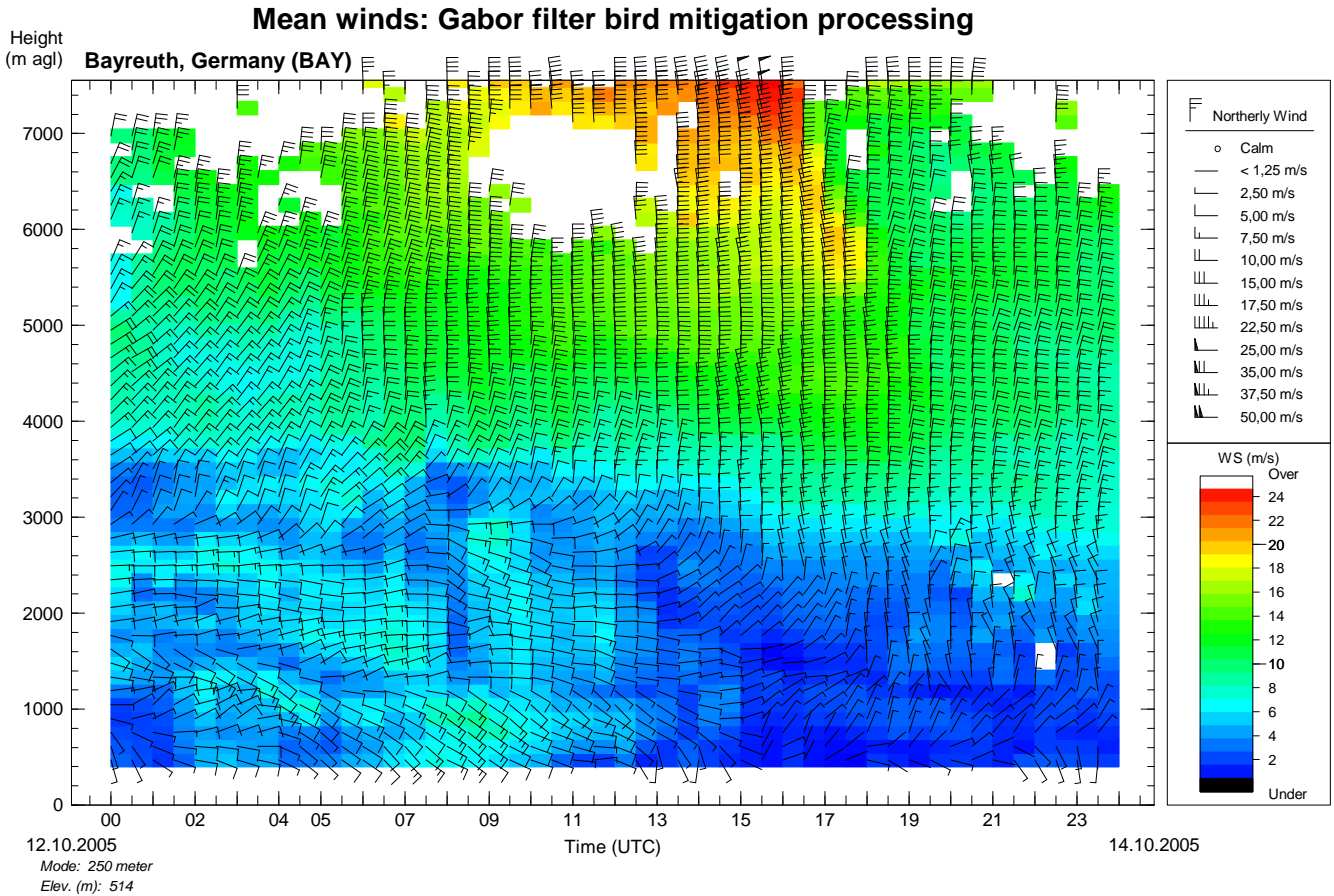 Mean winds: Gabor filter bird mitigation processing
Height
(m agl)
Bayreuth, Germany (BAY)
7000
6000
5000
4000
3000
2000
1000
0
00 02 04 05 07 09 11 13 15 17 19 21 23
12.10.2005
Time (UTC)
14.10.2005
Mode: 250 meter
Elev. (m): 514
Northerly Wind
Calm
< 1,25 m/s
2,50 m/s
5,00 m/s
7,50 m/s
10,00 m/s
15,00 m/s
17,50 m/s
22,50 m/s
25,00 m/s
35,00 m/s
37,50 m/s
50,00 m/s
WS (m/s)
Over
24
22
20
18
16
14
12
10
8
6
4
2
Under